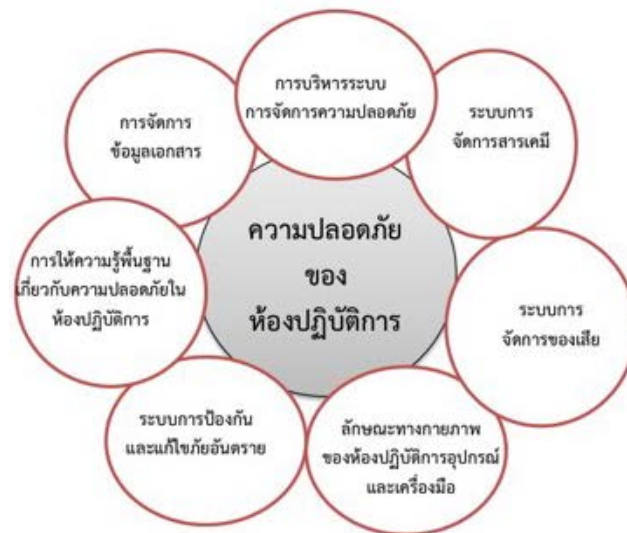 การบริหารระบบ
การจัดการความปลอดภัย
ระบบการ
จัดการสารเคมี
ระบบการ
จัดการของเสีย
ลักษณะทางกายภาพ
ของห้องปฏิบัติการอุปกรณ์
และเครื่องมือ
ระบบการป้องกัน
และแก้ไขภัยอันตราย
การให้ความรู้พื้นฐาน
เกี่ยวกับความปลอดภัยใน
ห้องปฏิบัติการ
การจัดการ
ข้อมูลเอกสาร
ความปลอดภัย
ของ
ห้องปฏิบัติการ